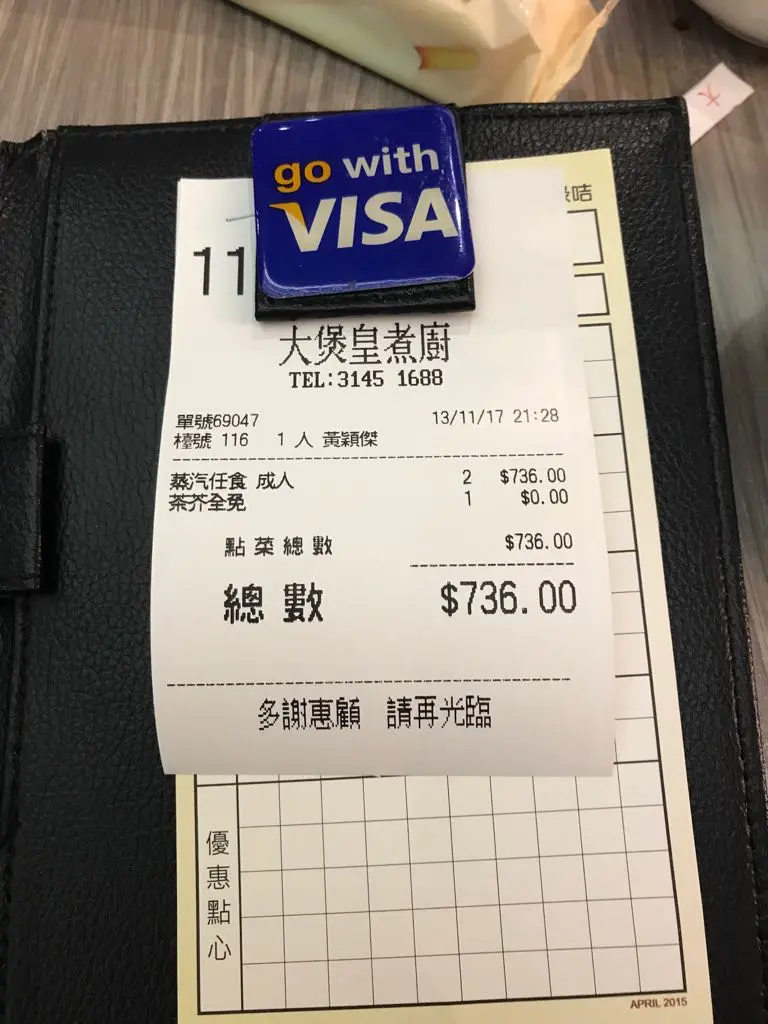 go with
VISA
咭
大
11
大煲皇煮廚
TEL:3145 1688
單號69047 13/11/17 21:28
檯號 116 1 人 黃穎傑
蒸汽任食 成人 2 $736.00
茶芥全免 1 $0.00
點菜總數 $736.00
總數 $736.00
多謝惠顧 請再光臨
優惠點心
APRIL 2015